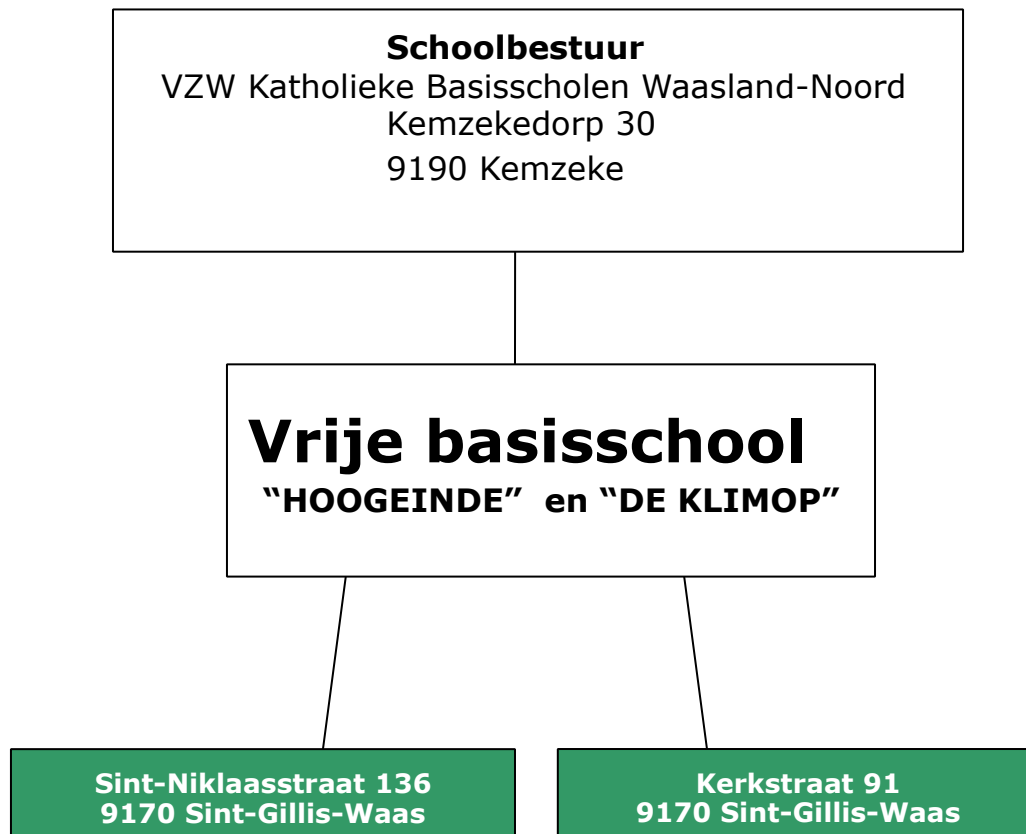 Schoolbestuur
VZW Katholieke Basisscholen Waasland-Noord
Kemzekedorp 30
9190 Kemzeke
Vrije basisschool
“HOOGEINDE” en “DE KLIMOP”
Sint-Niklaasstraat 136
9170 Sint-Gillis-Waas
Kerkstraat 91
9170 Sint-Gillis-Waas